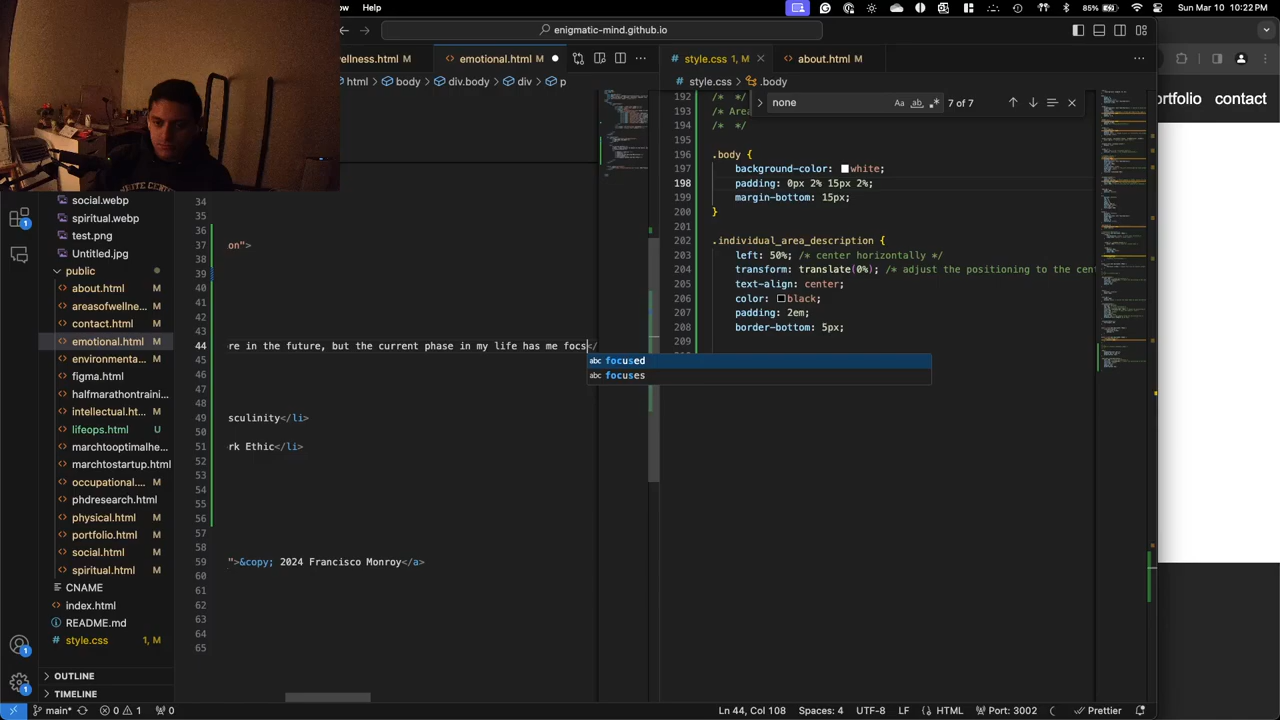 ow
Help
85%
Sun Mar 10 10:22 PM
enigmatic-mind.github.io
ellness.html M
emotional.html
style.css 1, M
about.html M
html > body > div.body > div > p
style.css > .body
none
Aa
7 of 7
ortfolio contact
192 /* */
193 /* Area
194 /* */
195
196 .body {
197 background-color: white;
198 padding: 0px 2% 15px 2%;
199 margin-bottom: 15px;
200 }
201
202 .individual_area_description {
203 left: 50%; /* center horizontally */
204 transform: translate(0%); /* adjust the positioning to the cen
205 text-align: center;
206 color: black;
207 padding: 2em;
208 border-bottom: 5px;
WHITE CENTE
social.webp
spiritual.webp
test.png
Untitled.jpg
public
about.html M
areasofwellne... M
contact.html M
emotional.html M
environmenta... M
figma.html M
halfmarathontraini...
intellectual.ht... M
lifeops.html U
marchtooptimalhe...
marchtostartup.html
occupational.... M
phdresearch.html
physical.html M
portfolio.html M
social.html M
spiritual.html M
CNAME
index.html
README.md
style.css 1, M
OUTLINE
TIMELINE
34
35
36
37 on">
38
39
40
41
42
43
44 re in the future, but the current phase in my life has me focs</
abc focused
abc focuses
45
46
47
48
49 sculinity</li>
50
51 rk Ethic</li>
52
53
54
55
56
57
58
59 ">&copy; 2024 Francisco Monroy</a>
60
61
62
63
64
65
main* 0 1 0 Ln 44, Col 108 Spaces: 4 UTF-8 LF HTML Port: 3002 Prettier